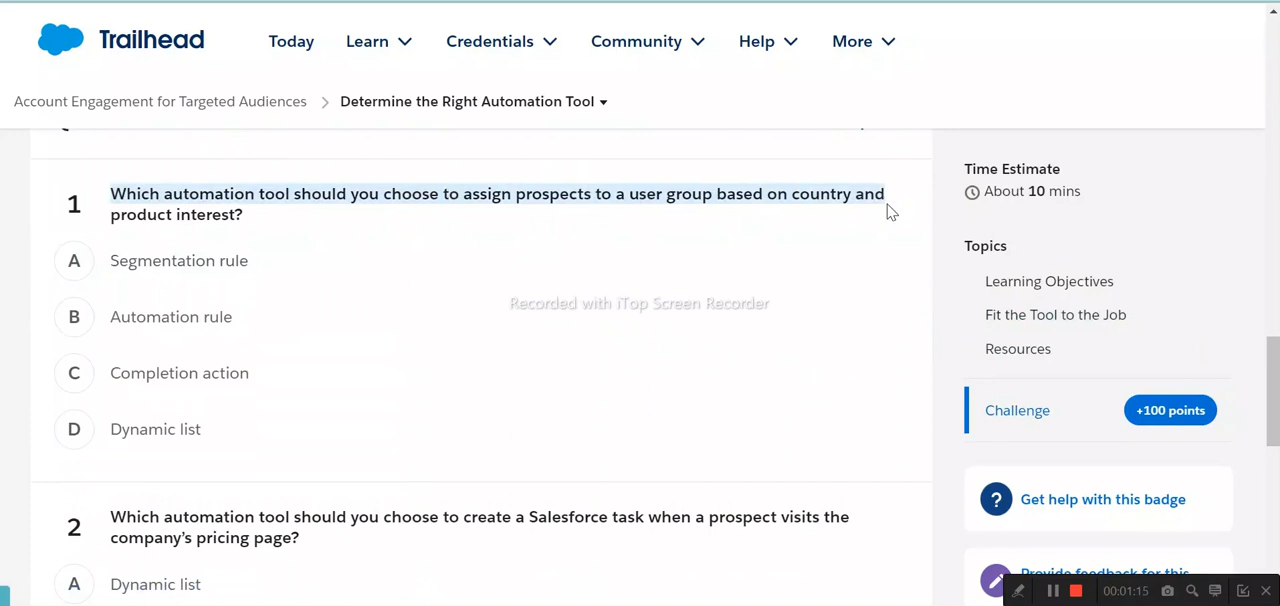 Trailhead
Today Learn Credentials Community Help More
Account Engagement for Targeted Audiences Determine the Right Automation Tool
1 Which automation tool should you choose to assign prospects to a user group based on country and
product interest?
A Segmentation rule
B Automation rule
C Completion action
D Dynamic list
2 Which automation tool should you choose to create a Salesforce task when a prospect visits the
company's pricing page?
A Dynamic list
Recorded with iTop Screen Recorder
Time Estimate
About 10 mins
Topics
Learning Objectives
Fit the Tool to the Job
Resources
Challenge +100 points
? Get help with this badge
Provide feedback for this
00:01:15